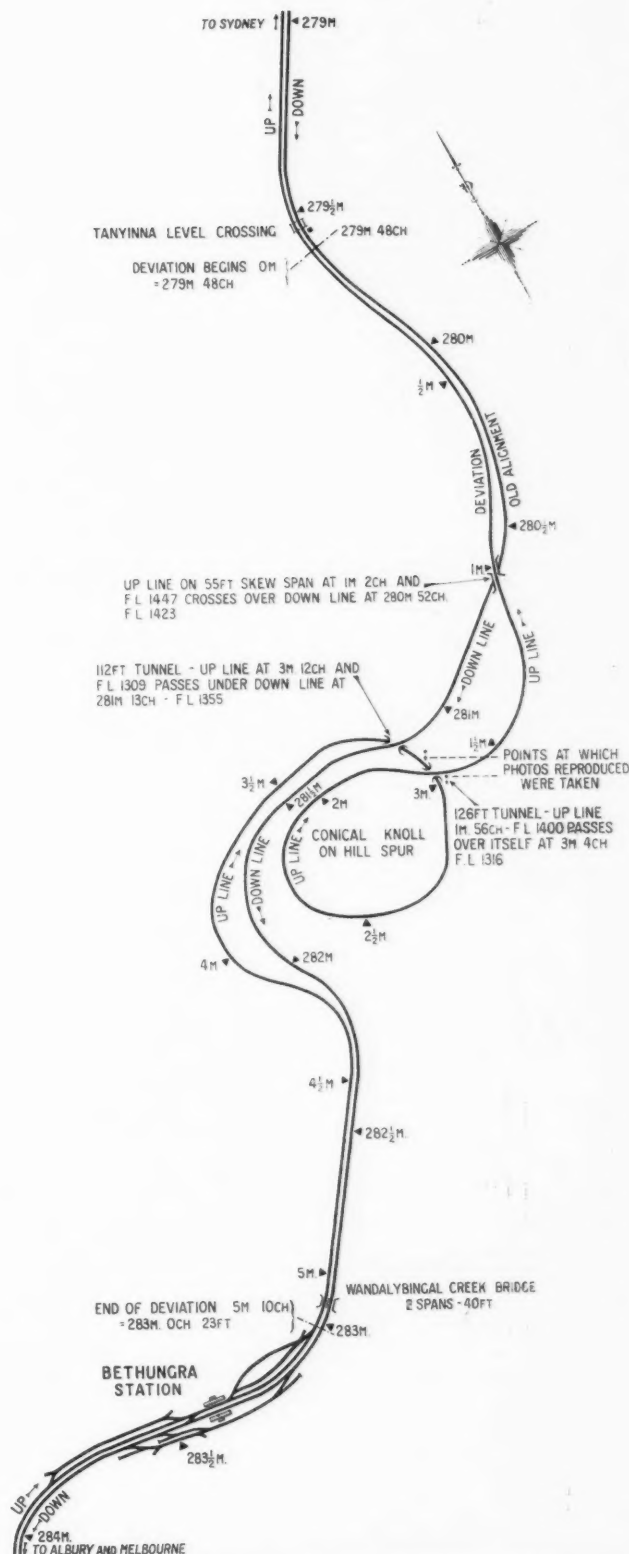 TO SYDNEY
279M
UP
DOWN
279½M
TANYINNA LEVEL CROSSING
279M 48CH
DEVIATION BEGINS 0M
= 279M 48CH
280M
½M
DEVIATION
OLD ALIGNMENT
280½M
1M
UP LINE ON 55FT SKEW SPAN AT 1M 2CH AND
F L 1447 CROSSES OVER DOWN LINE AT 280M 52CH.
F L 1423
DOWN LINE
UP LINE
112FT TUNNEL - UP LINE AT 3M 12CH AND
F L 1309 PASSES UNDER DOWN LINE AT
281M 13CH - F L 1355
281M
1½M
POINTS AT WHICH
PHOTOS REPRODUCED
WERE TAKEN
3½M
281½M
2M
3M.
126FT TUNNEL - UP LINE
1M. 56CH - F L 1400 PASSES
OVER ITSELF AT 3M 4CH
F.L 1316
CONICAL KNOLL
ON HILL SPUR
UP LINE
DOWN LINE
UP LINE
2½M
4M
282M
4½M
282½M.
5M.
WANDALYBINGAL CREEK BRIDGE
2 SPANS - 40FT
END OF DEVIATION 5M 10CH
= 283M. 0CH 23FT
283M.
BETHUNGRA
STATION
283½M.
UP
DOWN
284M.
TO ALBURY AND MELBOURNE